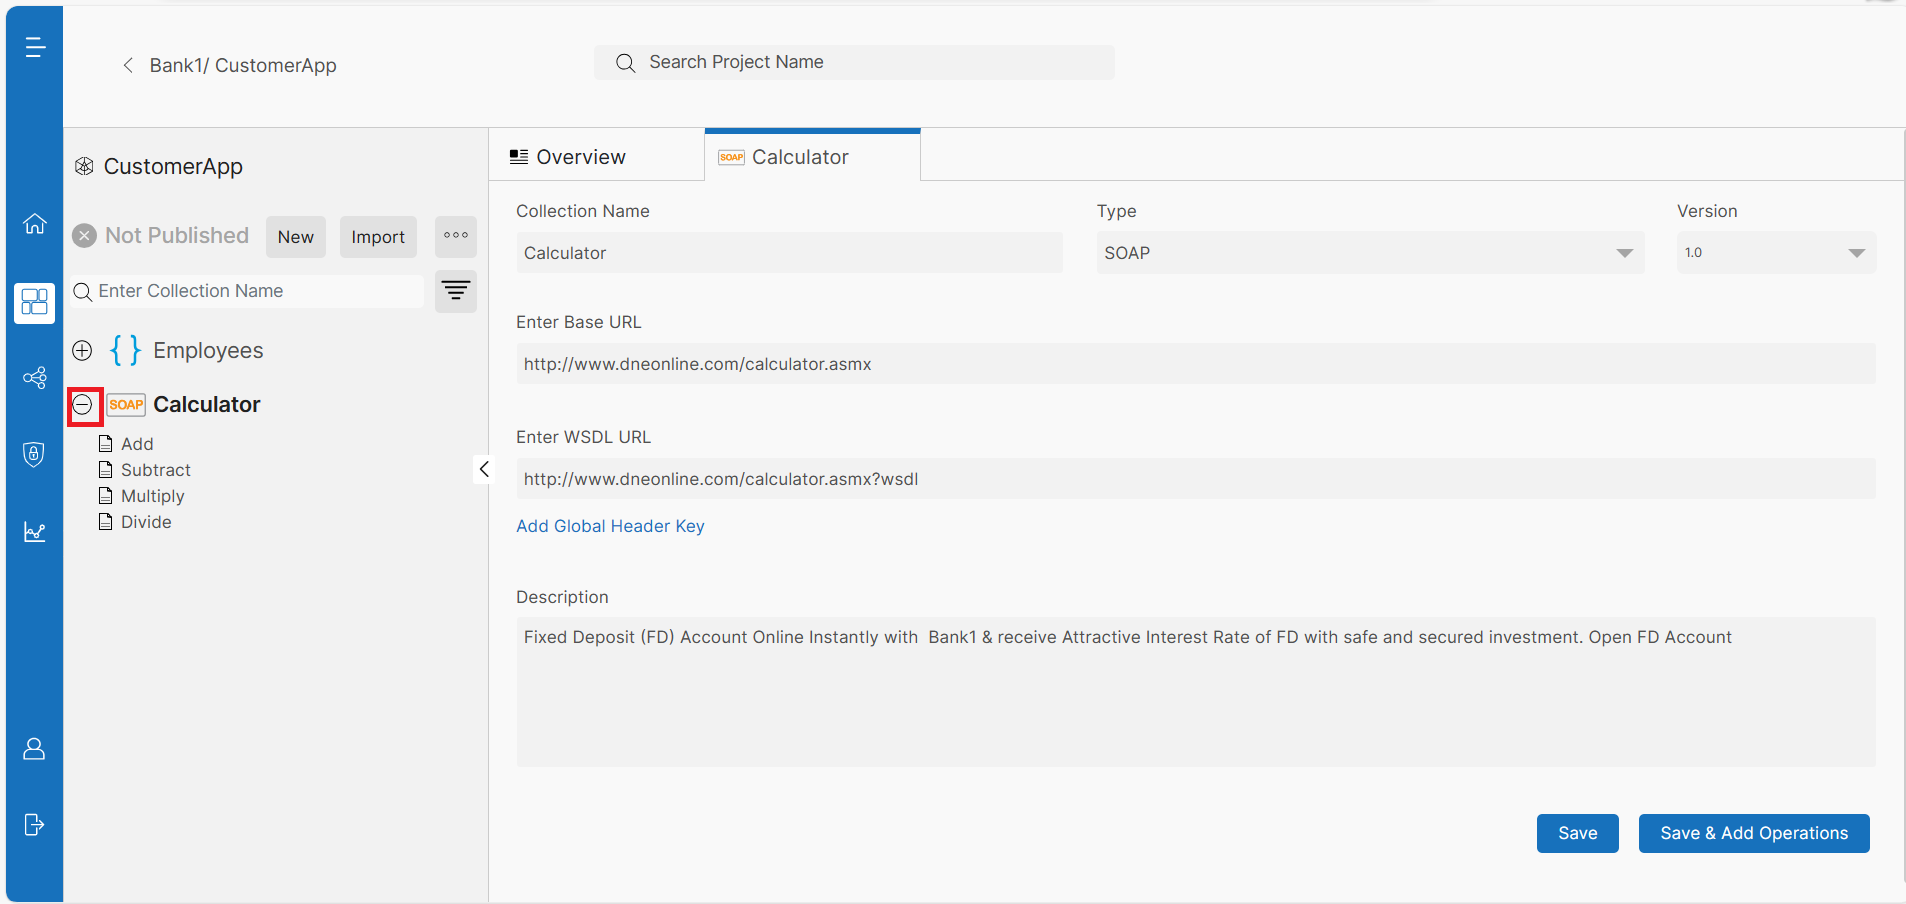 Bank1/ CustomerApp
Search Project Name
CustomerApp
Not Published
New
Import
Enter Collection Name
{ } Employees
SOAP Calculator
Add
Subtract
Multiply
Divide
Overview
SOAP Calculator
Collection Name
Calculator
Type
SOAP
Version
1.0
Enter Base URL
http://www.dneonline.com/calculator.asmx
Enter WSDL URL
http://www.dneonline.com/calculator.asmx?wsdl
Add Global Header Key
Description
Fixed Deposit (FD) Account Online Instantly with  Bank1 & receive Attractive Interest Rate of FD with safe and secured investment. Open FD Account
Save
Save & Add Operations